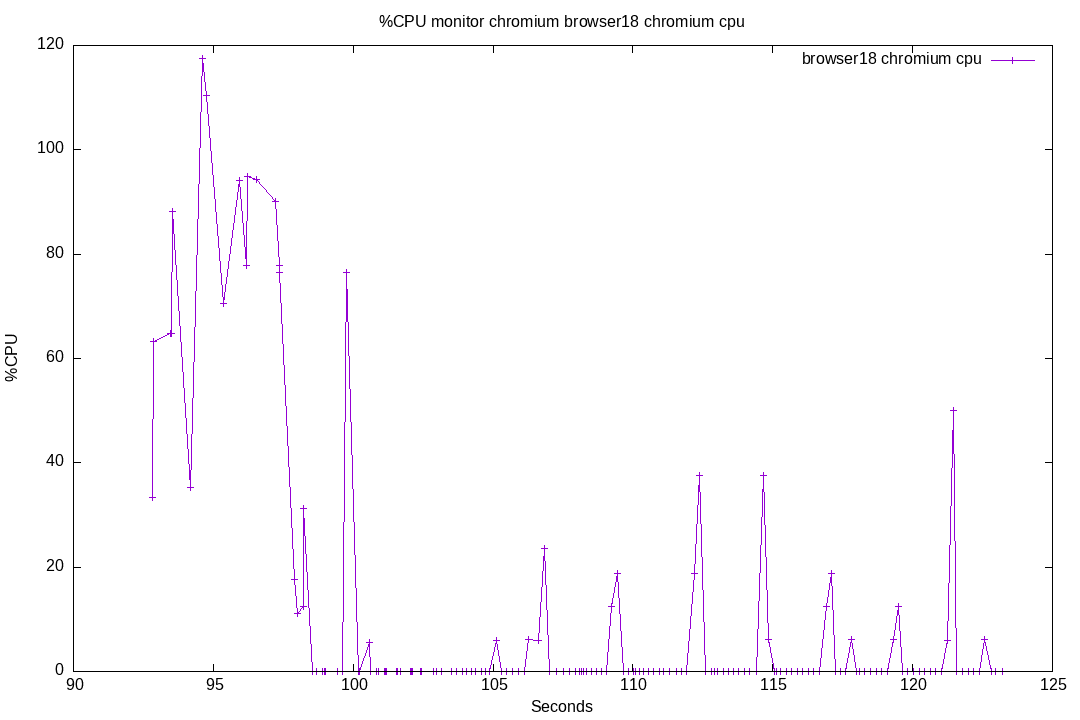 %CPU monitor chromium browser18 chromium cpu
browser18 chromium cpu
120
100
80
60
40
20
0
%CPU
90 95 100 105 110 115 120 125
Seconds